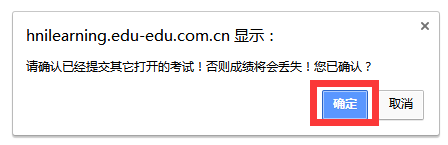 hnilearning.edu-edu.com.cn 显示：
请确认已经提交其它打开的考试！否则成绩将会丢失！您已确认？
确定 取消